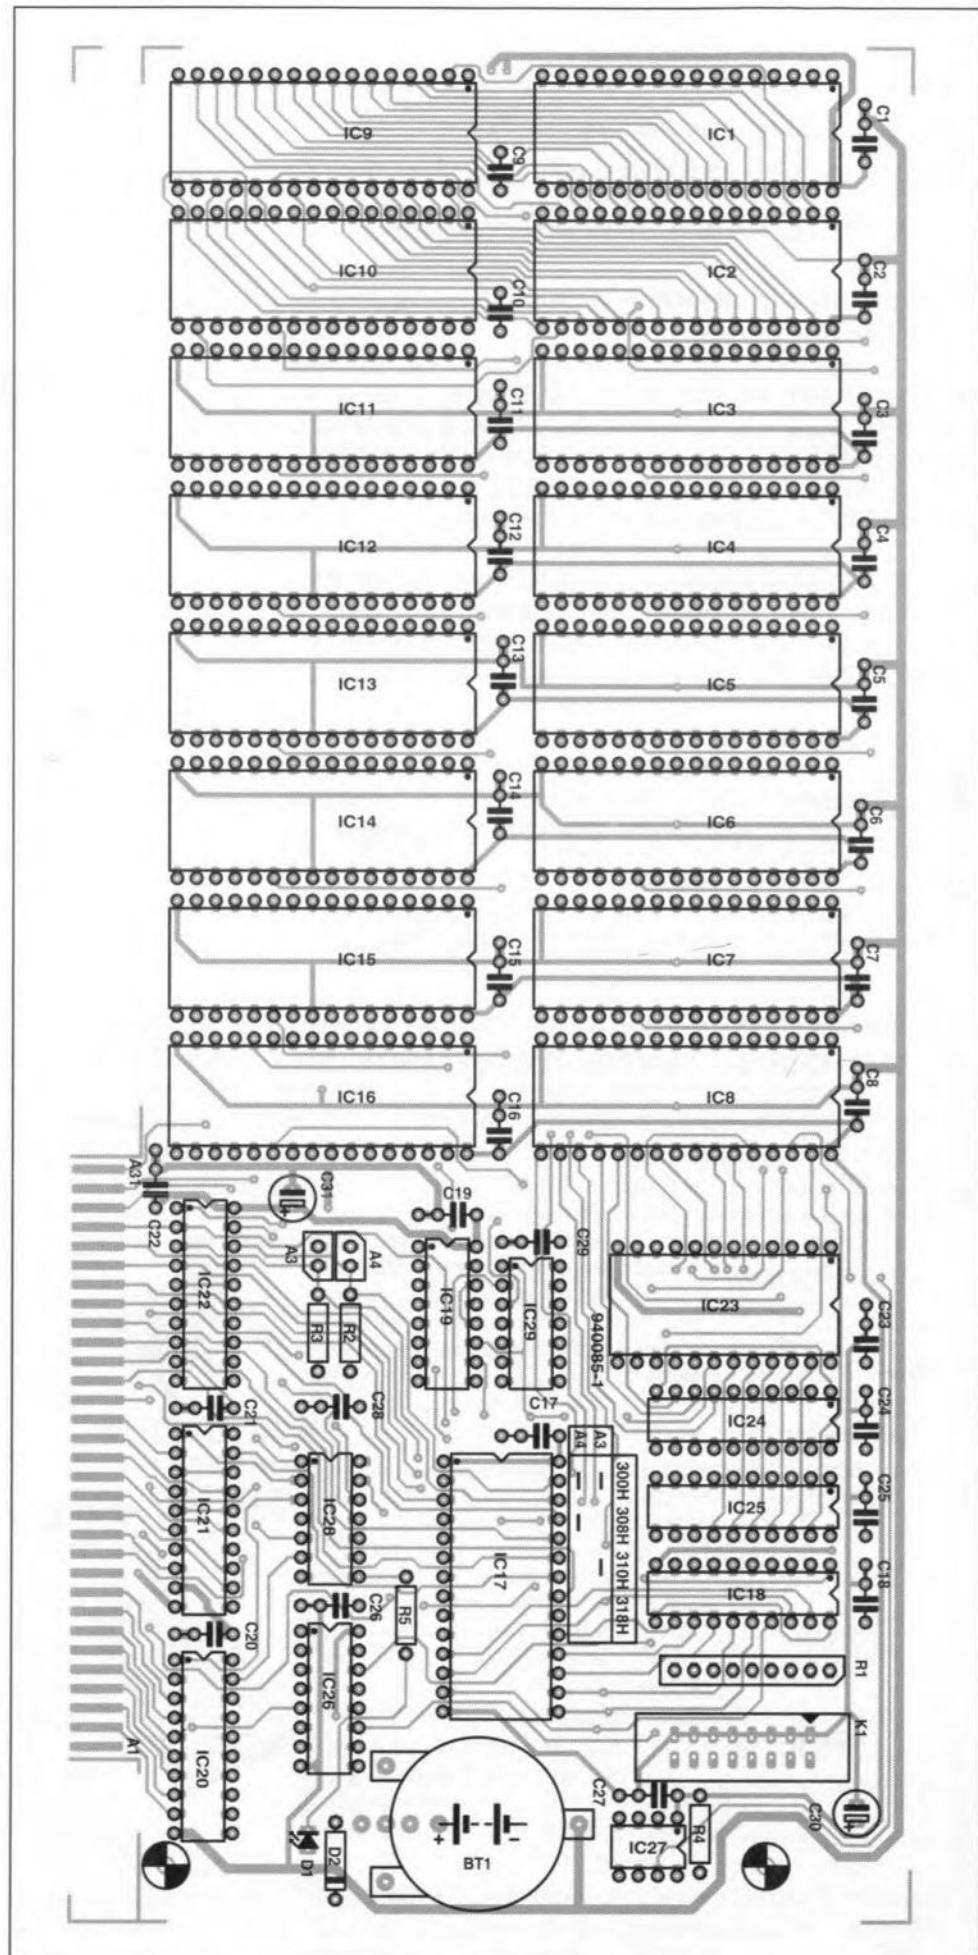 IC9
IC1
C1
C9
IC10
IC2
C2
C10
IC11
IC3
C11
C3
IC12
IC4
C12
C4
IC13
IC5
C13
C5
IC14
IC6
C14
C6
IC15
IC7
C15
C7
IC16
IC8
C16
C8
A31
C22
C31
C19
C29
A3
A4
IC22
R3
R2
IC19
IC29
940085-1
IC23
C23
C21
C28
C17
IC24
C24
A4
A3
300H
308H
310H
318H
IC21
IC28
IC17
IC25
C25
C20
C26
R5
IC18
C18
R1
IC20
IC26
K1
A1
C27
C30
D1
D2
+
-
-
BT1
IC27
R4
+
+